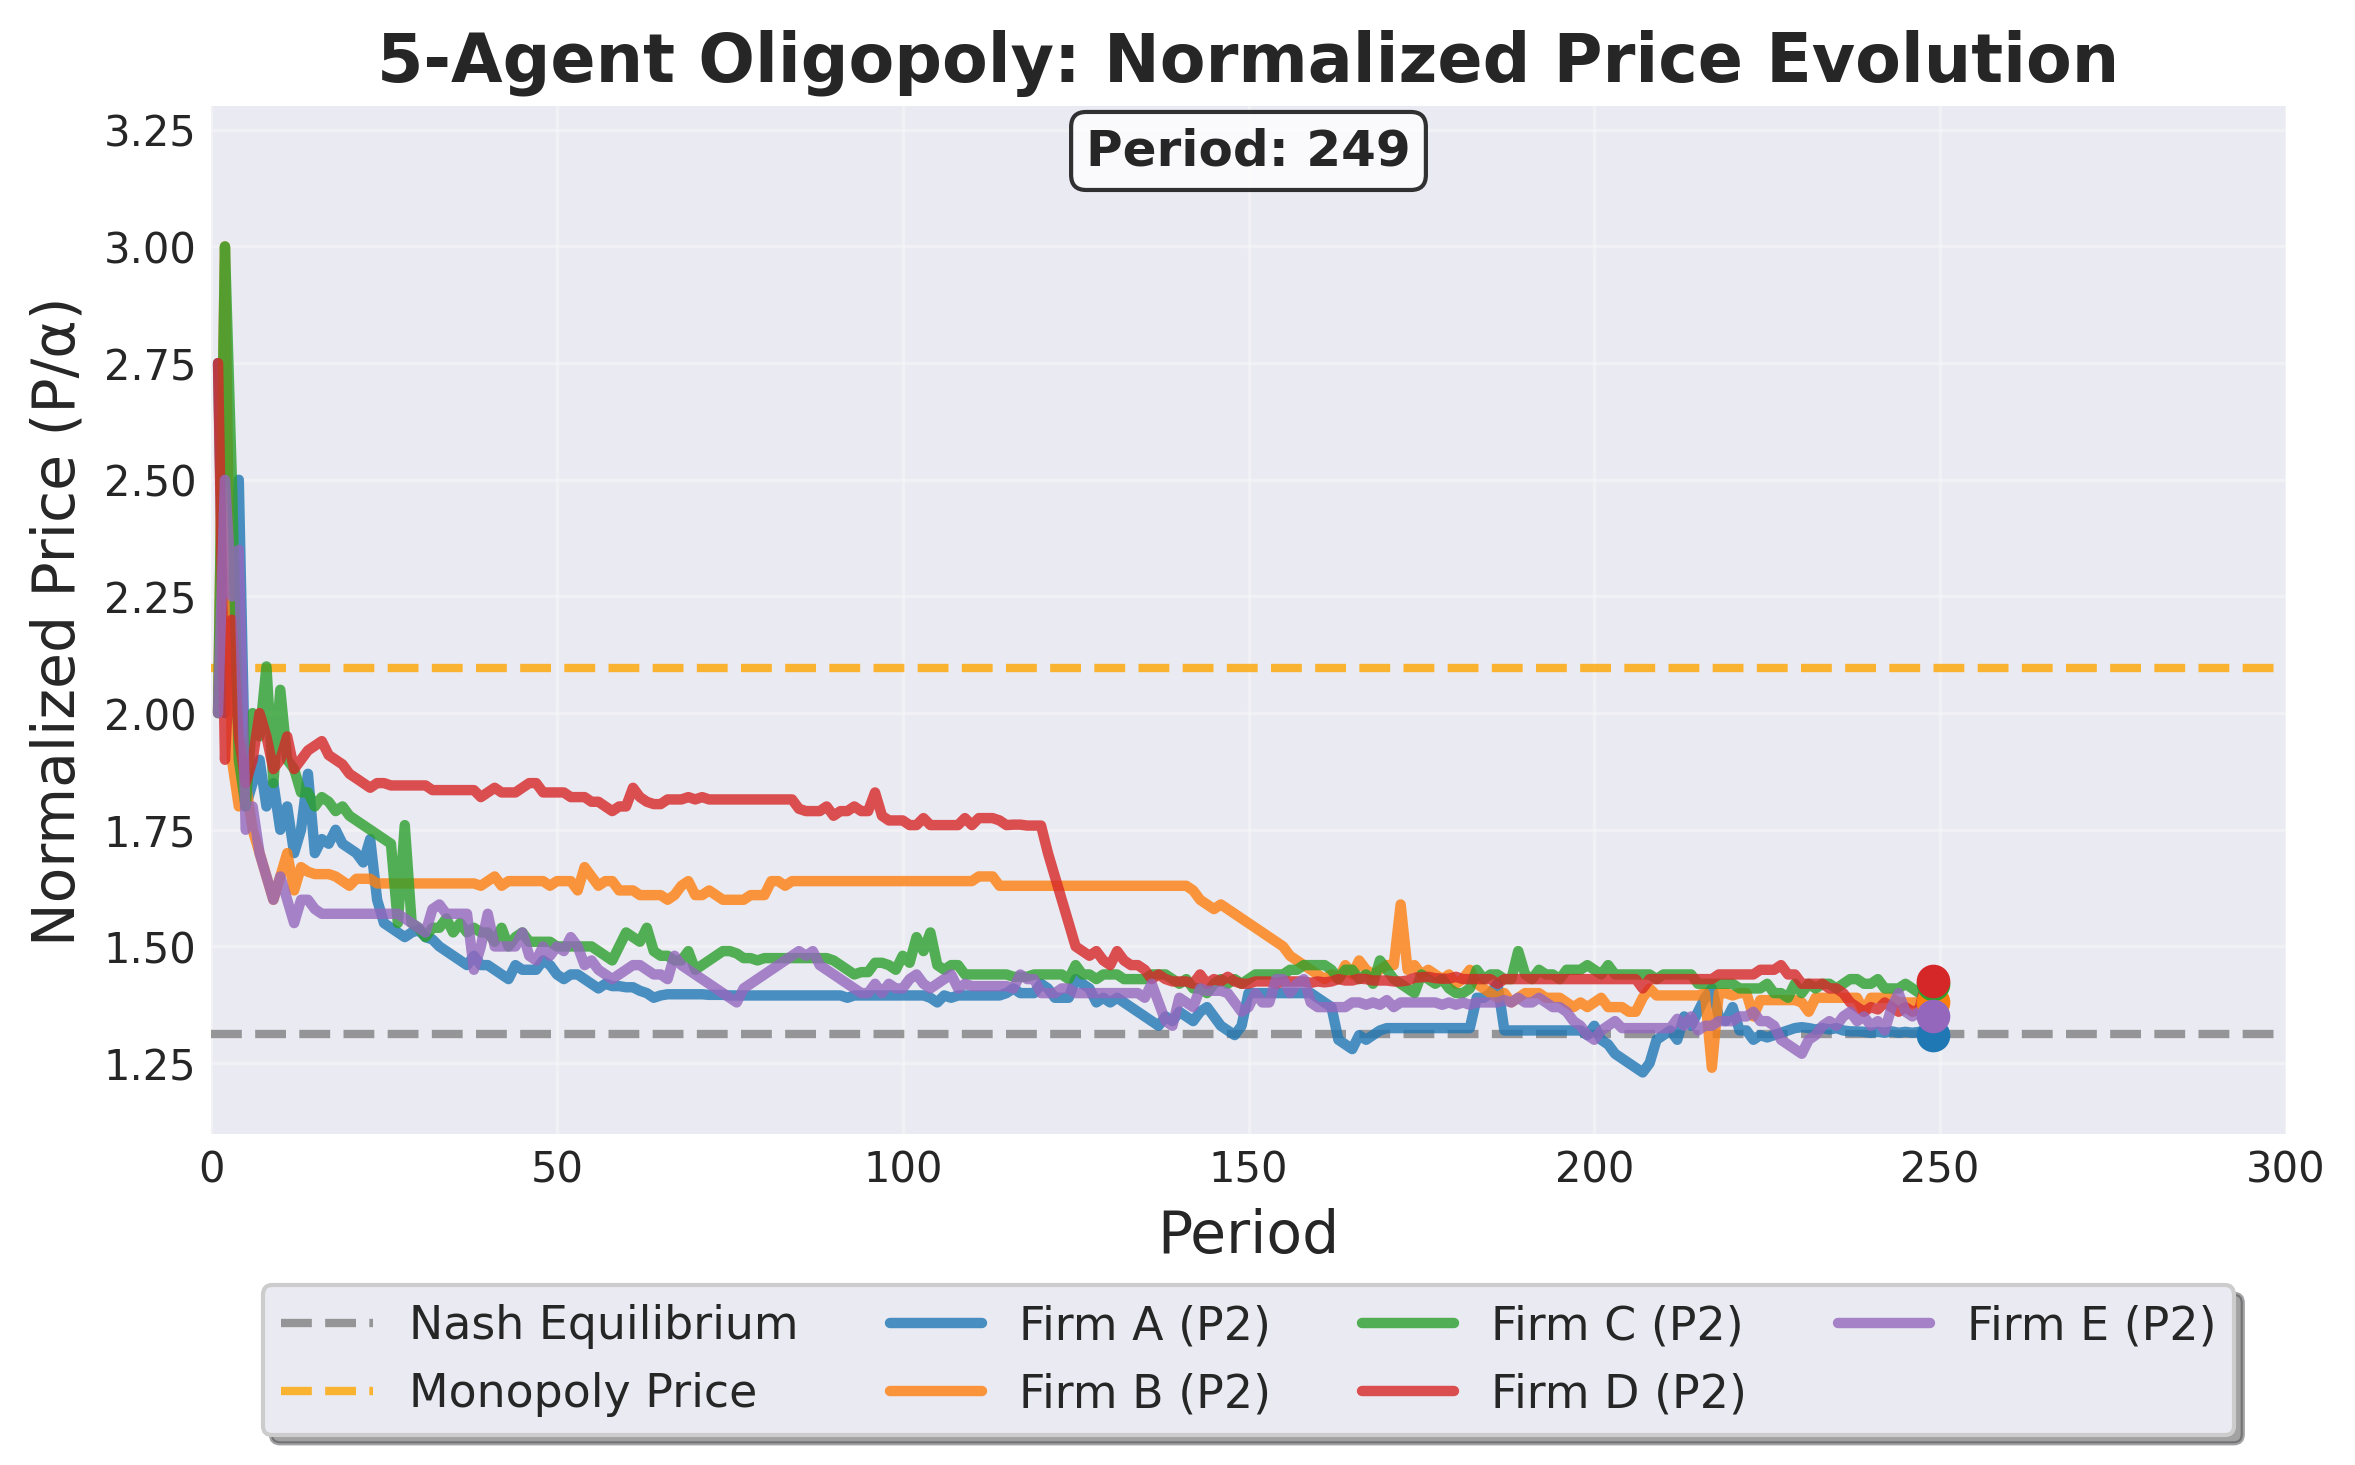 5-Agent Oligopoly: Normalized Price Evolution
Period: 249
Normalized Price (P/α)
3.25
3.00
2.75
2.50
2.25
2.00
1.75
1.50
1.25
0 50 100 150 200 250 300
Period
Nash Equilibrium
Monopoly Price
Firm A (P2)
Firm B (P2)
Firm C (P2)
Firm D (P2)
Firm E (P2)